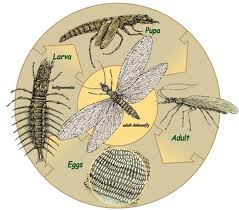 Pupa
Larva
hellgrammite
adult dobsonfly
Adult
Eggs